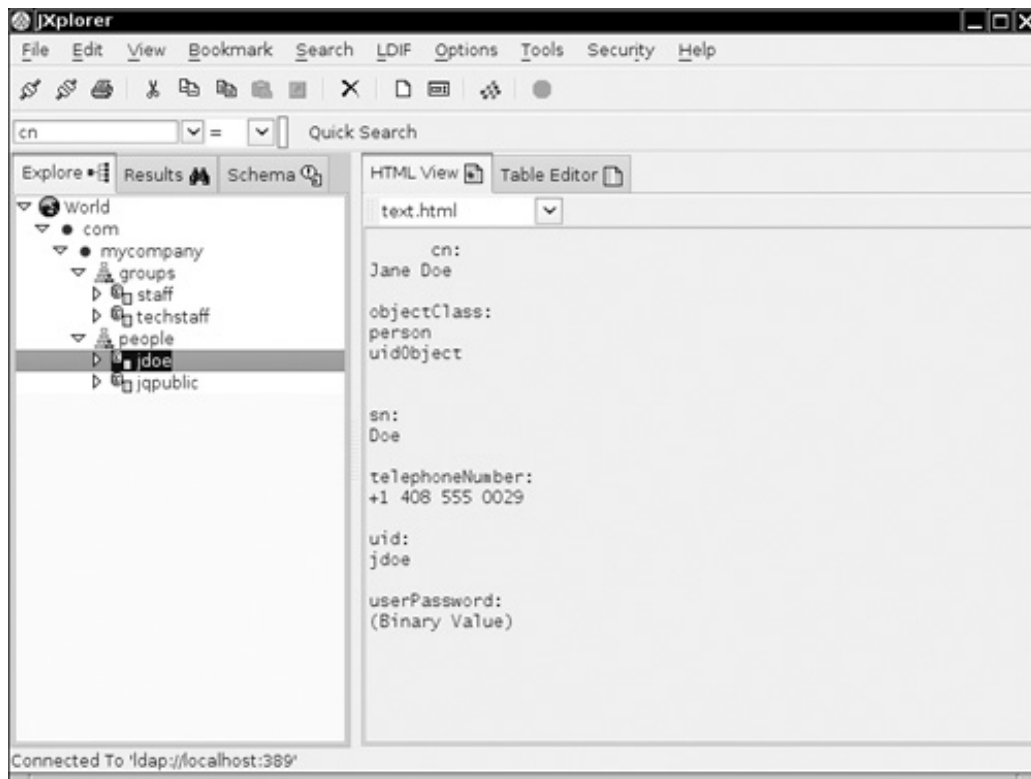 JXplorer
File Edit View Bookmark Search LDIF Options Tools Security Help
cn = Quick Search
Explore Results Schema
HTML View Table Editor
World
com
mycompany
groups
staff
techstaff
people
jdoe
jqpublic
text.html
cn:
Jane Doe
objectClass:
person
uidObject
sn:
Doe
telephoneNumber:
+1 408 555 0029
uid:
jdoe
userPassword:
(Binary Value)
Connected To 'ldap://localhost:389'